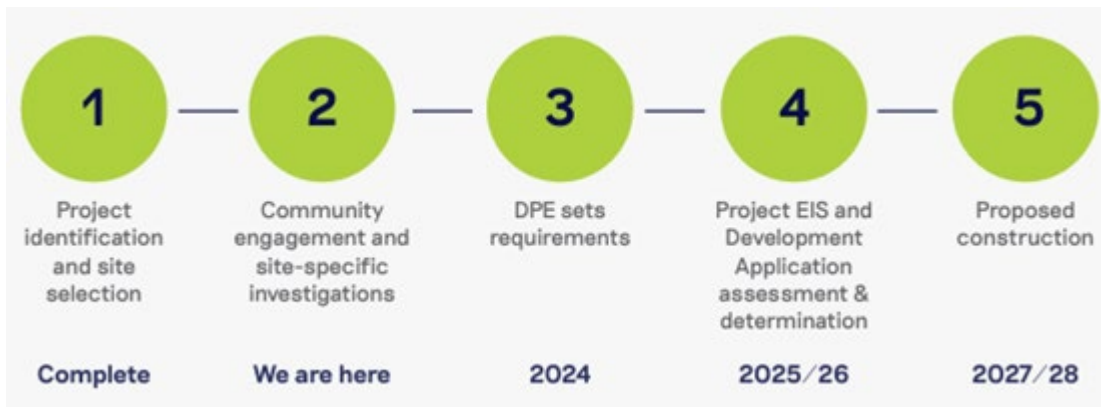 1
2
3
4
5
Project
identification
and site
selection
Community
engagement and
site-specific
investigations
DPE sets
requirements
Project EIS and
Development
Application
assessment &
determination
Proposed
construction
Complete
We are here
2024
2025/26
2027/28